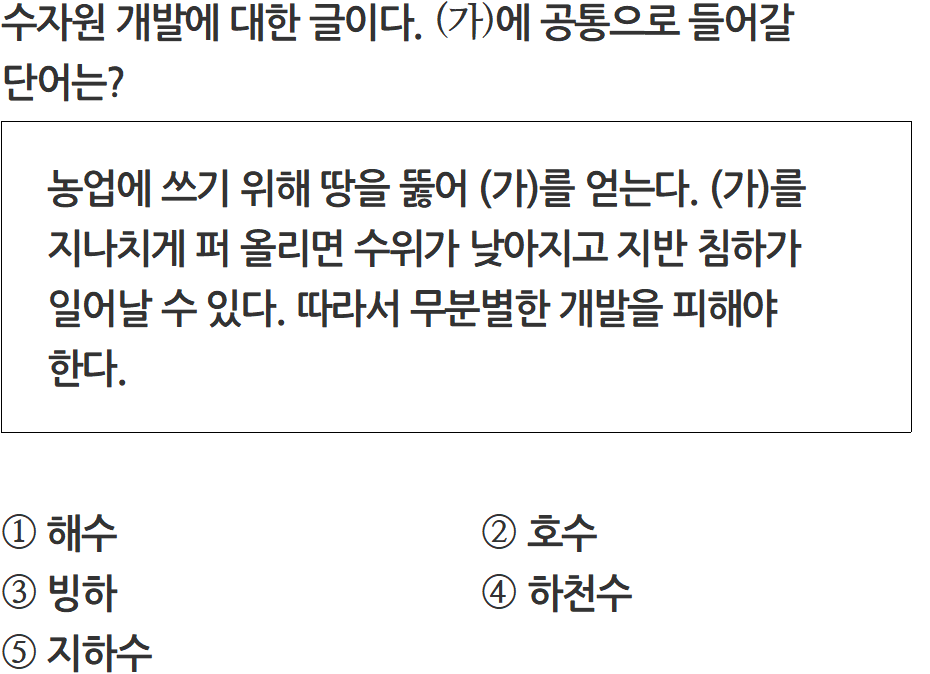 수자원 개발에 대한 글이다. (가)에 공통으로 들어갈
단어는?
농업에 쓰기 위해 땅을 뚫어 (가)를 얻는다. (가)를
지나치게 퍼 올리면 수위가 낮아지고 지반 침하가
일어날 수 있다. 따라서 무분별한 개발을 피해야
한다.
① 해수 ② 호수
③ 빙하 ④ 하천수
⑤ 지하수